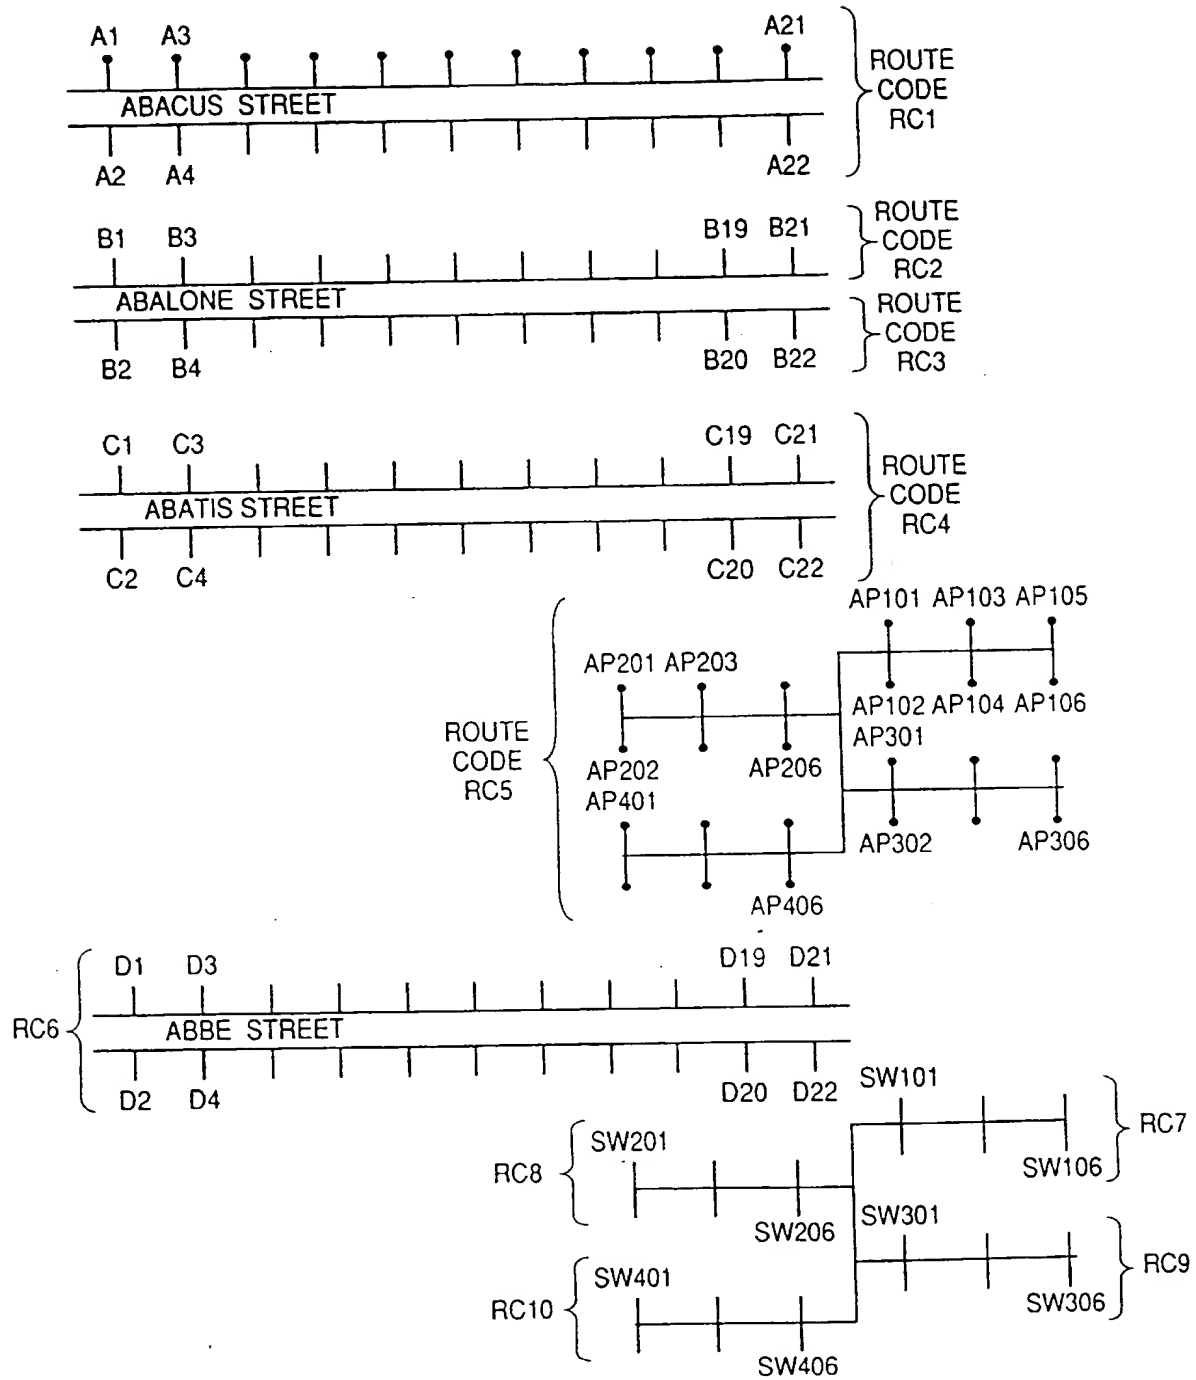 A1 A3 A21
ABACUS STREET
A2 A4 A22
ROUTE
CODE
RC1
B1 B3 B19 B21
ABALONE STREET
B2 B4 B20 B22
ROUTE
CODE
RC2
ROUTE
CODE
RC3
C1 C3 C19 C21
ABATIS STREET
C2 C4 C20 C22
ROUTE
CODE
RC4
ROUTE
CODE
RC5
AP101 AP103 AP105
AP201 AP203
AP102 AP104 AP106
AP301
AP202 AP206
AP401
AP302 AP306
AP406
RC6
D1 D3 D19 D21
ABBE STREET
D2 D4 D20 D22
SW101
RC7
SW106
RC8
SW201
SW206
SW301
RC9
SW306
RC10
SW401
SW406